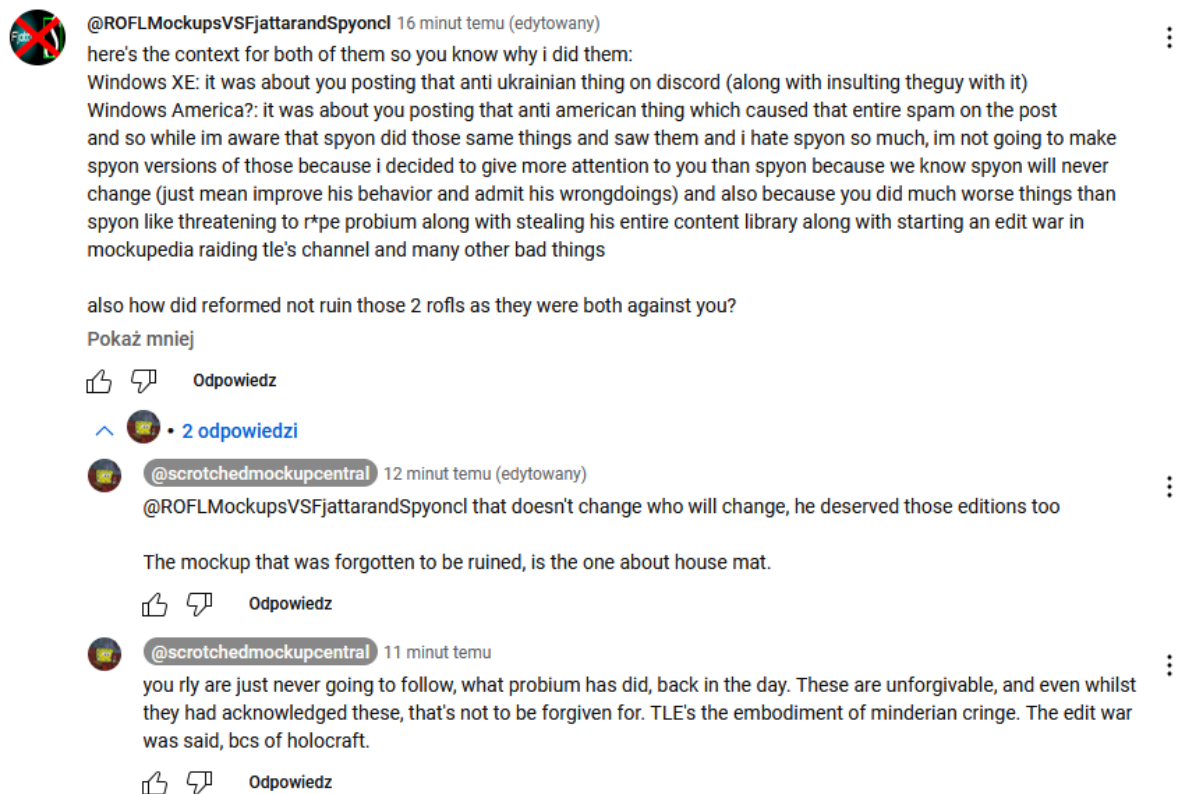 @ROFLMockupsVSFjattarandSpyoncl 16 minut temu (edytowany)
here's the context for both of them so you know why i did them:
Windows XE: it was about you posting that anti ukrainian thing on discord (along with insulting theguy with it)
Windows America?: it was about you posting that anti american thing which caused that entire spam on the post
and so while im aware that spyon did those same things and saw them and i hate spyon so much, im not going to make
spyon versions of those because i decided to give more attention to you than spyon because we know spyon will never
change (just mean improve his behavior and admit his wrongdoings) and also because you did much worse things than
spyon like threatening to r*pe probium along with stealing his entire content library along with starting an edit war in
mockupedia raiding tle's channel and many other bad things
also how did reformed not ruin those 2 rofls as they were both against you?
Pokaż mniej
Odpowiedz
• 2 odpowiedzi
@scrotchedmockupcentral 12 minut temu (edytowany)
@ROFLMockupsVSFjattarandSpyoncl that doesn't change who will change, he deserved those editions too
The mockup that was forgotten to be ruined, is the one about house mat.
Odpowiedz
@scrotchedmockupcentral 11 minut temu
you rly are just never going to follow, what probium has did, back in the day. These are unforgivable, and even whilst
they had acknowledged these, that's not to be forgiven for. TLE's the embodiment of minderian cringe. The edit war
was said, bcs of holocraft.
Odpowiedz